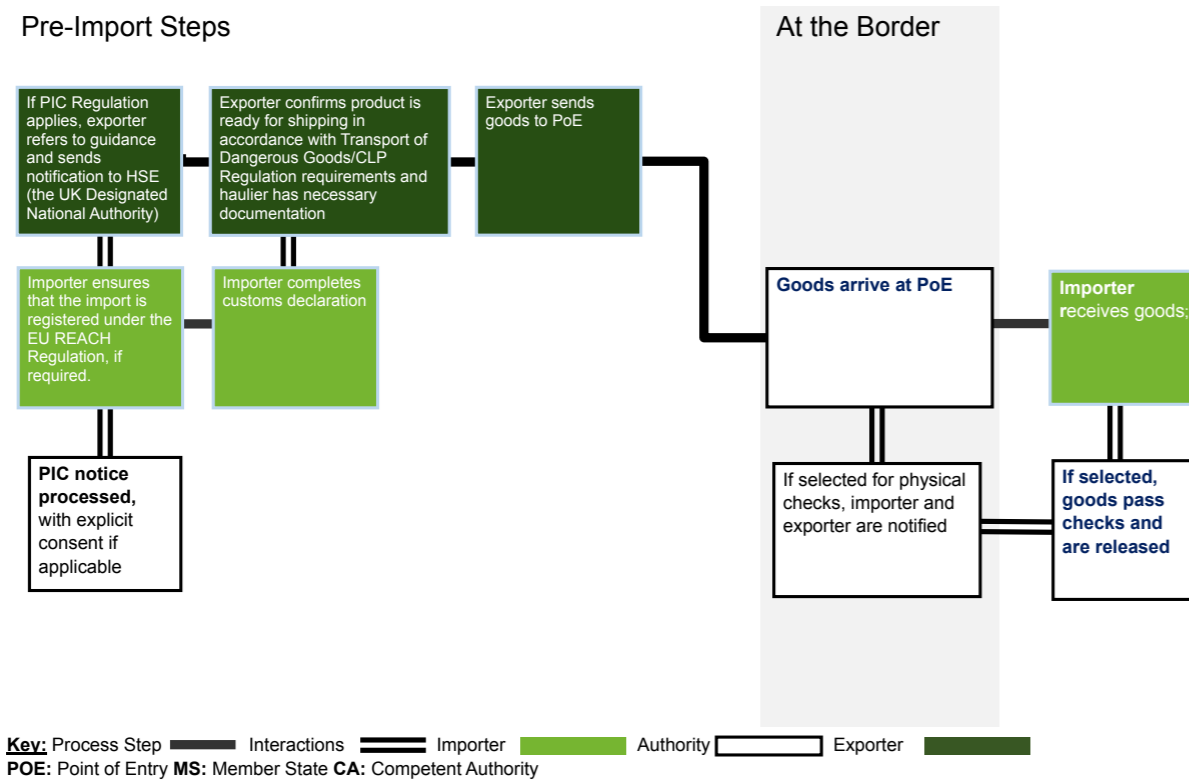 Pre-Import Steps
At the Border
If PIC Regulation
applies, exporter
refers to guidance
and sends
notification to HSE
(the UK Designated
National Authority)
Exporter confirms product is
ready for shipping in
accordance with Transport of
Dangerous Goods/CLP
Regulation requirements and
haulier has necessary
documentation
Exporter sends
goods to PoE
Importer ensures
that the import is
registered under the
EU REACH
Regulation, if
required.
Importer completes
customs declaration
Goods arrive at PoE
Importer
receives goods;
PIC notice
processed,
with explicit
consent if
applicable
If selected for physical
checks, importer and
exporter are notified
If selected,
goods pass
checks and
are released
Key: Process Step Interactions Importer Authority Exporter
POE: Point of Entry MS: Member State CA: Competent Authority